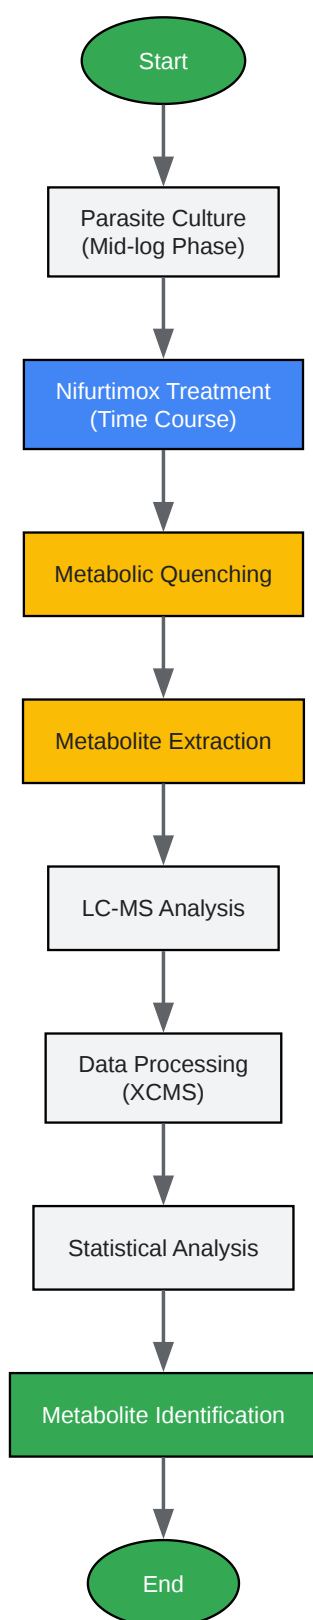 Start
Parasite Culture
(Mid-log Phase)
Nifurtimox Treatment
(Time Course)
Metabolic Quenching
Metabolite Extraction
LC-MS Analysis
Data Processing
(XCMS)
Statistical Analysis
Metabolite Identification
End